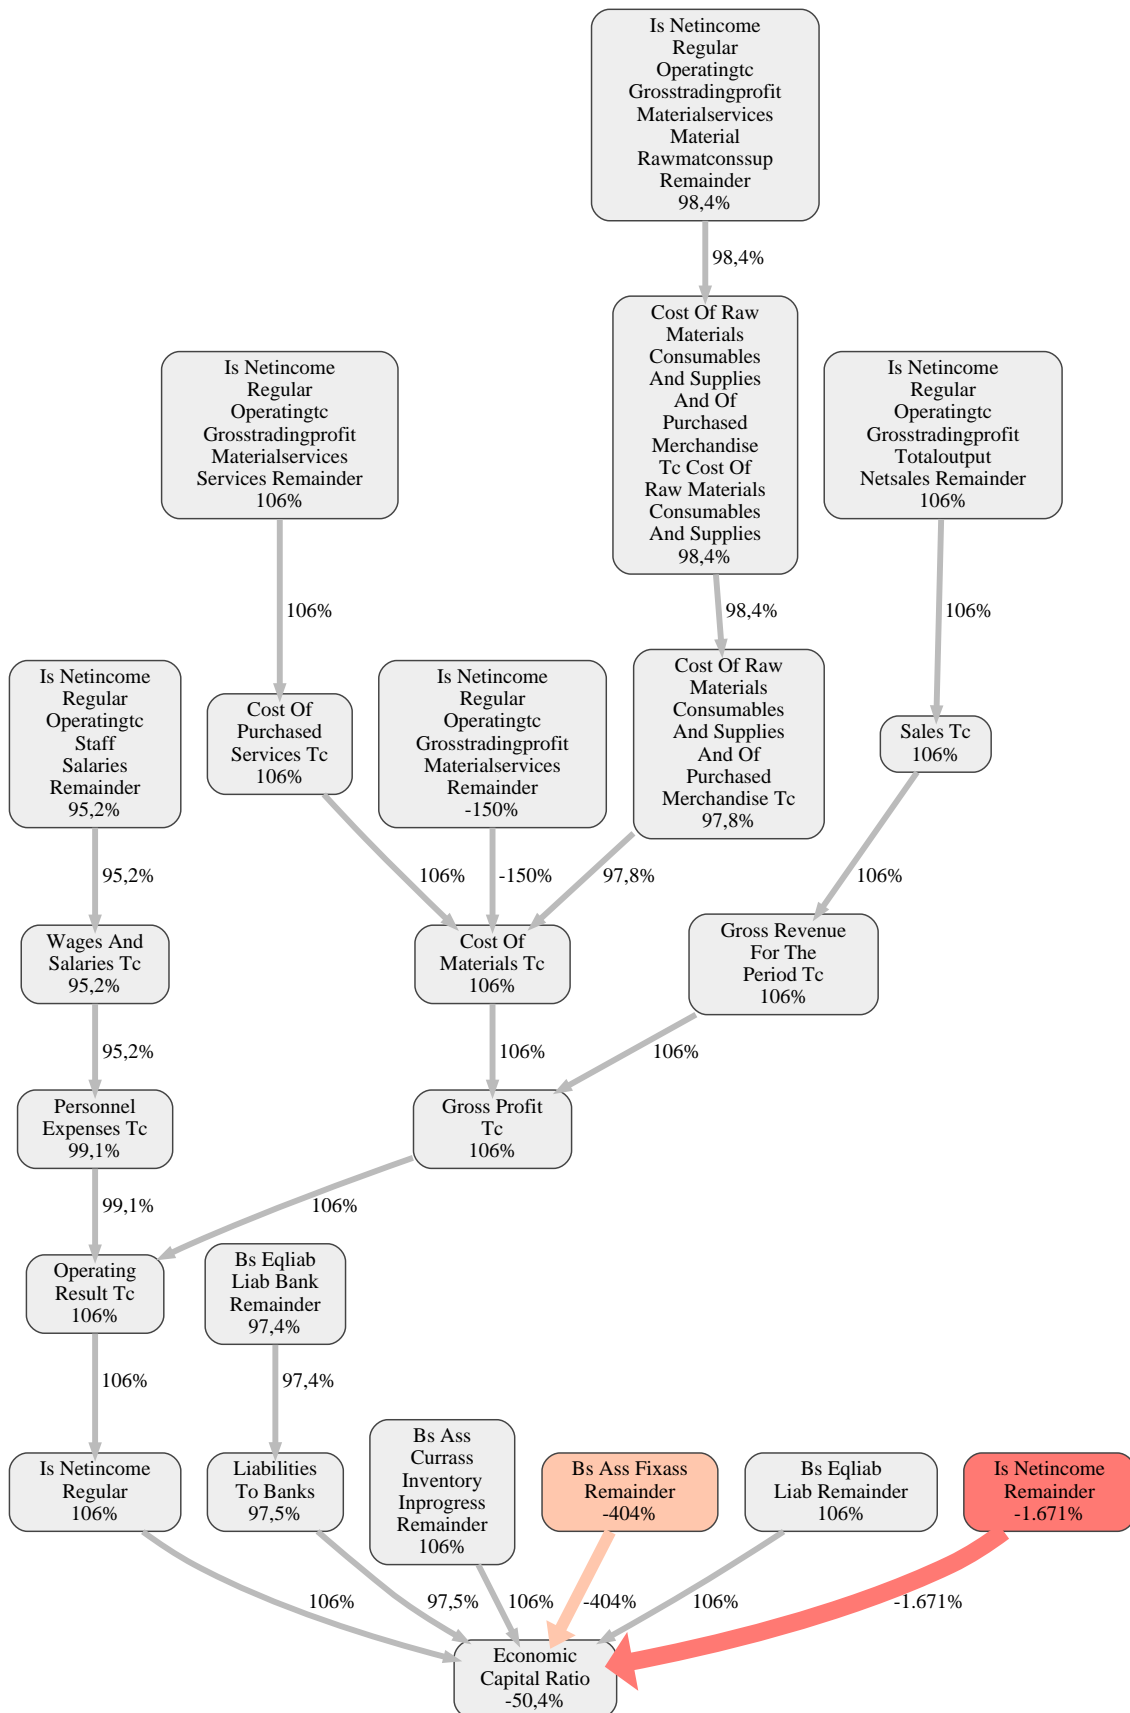 Is Netincome
Regular
Operatingtc
Grosstradingprofit
Materialservices
Material
Rawmatconssup
Remainder
98,4%
98,4%
Cost Of Raw
Materials
Consumables
And Supplies
And Of
Purchased
Merchandise
Tc Cost Of
Raw Materials
Consumables
And Supplies
98,4%
Is Netincome
Regular
Operatingtc
Grosstradingprofit
Materialservices
Services Remainder
106%
Is Netincome
Regular
Operatingtc
Grosstradingprofit
Totaloutput
Netsales Remainder
106%
106%
98,4%
106%
Is Netincome
Regular
Operatingtc
Staff
Salaries
Remainder
95,2%
Cost Of
Purchased
Services Tc
106%
Is Netincome
Regular
Operatingtc
Grosstradingprofit
Materialservices
Remainder
-150%
Cost Of Raw
Materials
Consumables
And Supplies
And Of
Purchased
Merchandise Tc
97,8%
Sales Tc
106%
95,2%
106%
-150%
97,8%
106%
Wages And
Salaries Tc
95,2%
Cost Of
Materials Tc
106%
Gross Revenue
For The
Period Tc
106%
95,2%
106%
106%
Personnel
Expenses Tc
99,1%
Gross Profit
Tc
106%
99,1%
106%
Operating
Result Tc
106%
Bs Eqliab
Liab Bank
Remainder
97,4%
106%
97,4%
Is Netincome
Regular
106%
Liabilities
To Banks
97,5%
Bs Ass
Currass
Inventory
Inprogress
Remainder
106%
Bs Ass Fixass
Remainder
-404%
Bs Eqliab
Liab Remainder
106%
Is Netincome
Remainder
-1.671%
106%
97,5%
106%
-404%
106%
-1.671%
Economic
Capital Ratio
-50,4%